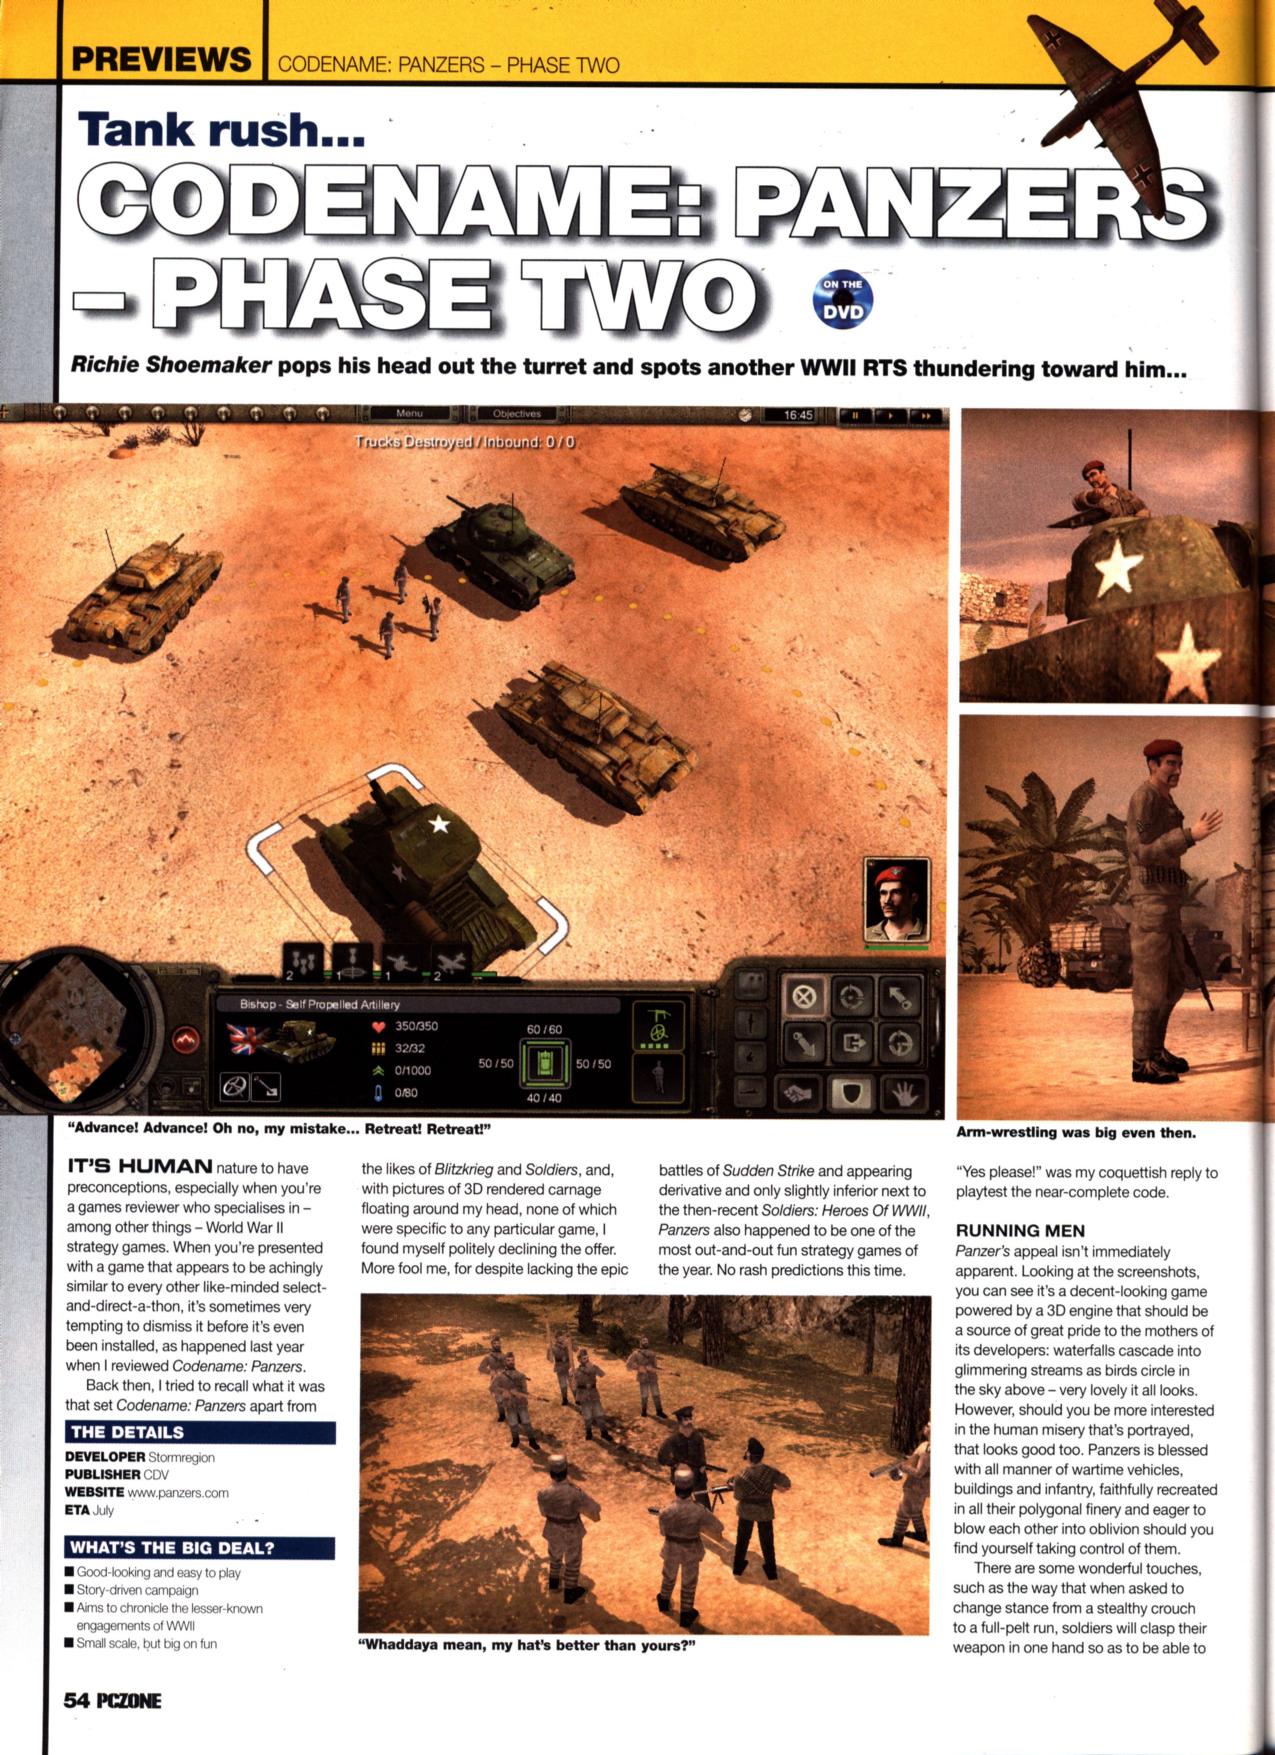 PREVIEWS
CODENAME: PANZERS – PHASE TWO
Tank rush...
CODENAME: PANZERS
– PHASE TWO
ON THE
DVD
Richie Shoemaker pops his head out the turret and spots another WWII RTS thundering toward him...
Menu
Objectives
16:45
Trucks Destroyed / Inbound: 0 / 0
2
1
1
2
Bishop - Self Propelled Artillery
350/350
32/32
0/1000
0/80
60 / 60
50 / 50
50 / 50
40 / 40
"Advance! Advance! Oh no, my mistake... Retreat! Retreat!"
Arm-wrestling was big even then.
IT'S HUMAN nature to have
preconceptions, especially when you're
a games reviewer who specialises in –
among other things – World War II
strategy games. When you're presented
with a game that appears to be achingly
similar to every other like-minded select-
and-direct-a-thon, it's sometimes very
tempting to dismiss it before it's even
been installed, as happened last year
when I reviewed Codename: Panzers.
Back then, I tried to recall what it was
that set Codename: Panzers apart from
THE DETAILS
DEVELOPER Stormregion
PUBLISHER CDV
WEBSITE www.panzers.com
ETA July
WHAT'S THE BIG DEAL?
■ Good-looking and easy to play
■ Story-driven campaign
■ Aims to chronicle the lesser-known
engagements of WWII
■ Small scale, but big on fun
the likes of Blitzkrieg and Soldiers, and,
with pictures of 3D rendered carnage
floating around my head, none of which
were specific to any particular game, I
found myself politely declining the offer.
More fool me, for despite lacking the epic
battles of Sudden Strike and appearing
derivative and only slightly inferior next to
the then-recent Soldiers: Heroes Of WWII,
Panzers also happened to be one of the
most out-and-out fun strategy games of
the year. No rash predictions this time.
"Whaddaya mean, my hat's better than yours?"
"Yes please!" was my coquettish reply to
playtest the near-complete code.
RUNNING MEN
Panzer's appeal isn't immediately
apparent. Looking at the screenshots,
you can see it's a decent-looking game
powered by a 3D engine that should be
a source of great pride to the mothers of
its developers: waterfalls cascade into
glimmering streams as birds circle in
the sky above – very lovely it all looks.
However, should you be more interested
in the human misery that's portrayed,
that looks good too. Panzers is blessed
with all manner of wartime vehicles,
buildings and infantry, faithfully recreated
in all their polygonal finery and eager to
blow each other into oblivion should you
find yourself taking control of them.
There are some wonderful touches,
such as the way that when asked to
change stance from a stealthy crouch
to a full-pelt run, soldiers will clasp their
weapon in one hand so as to be able to
54 PCZONE